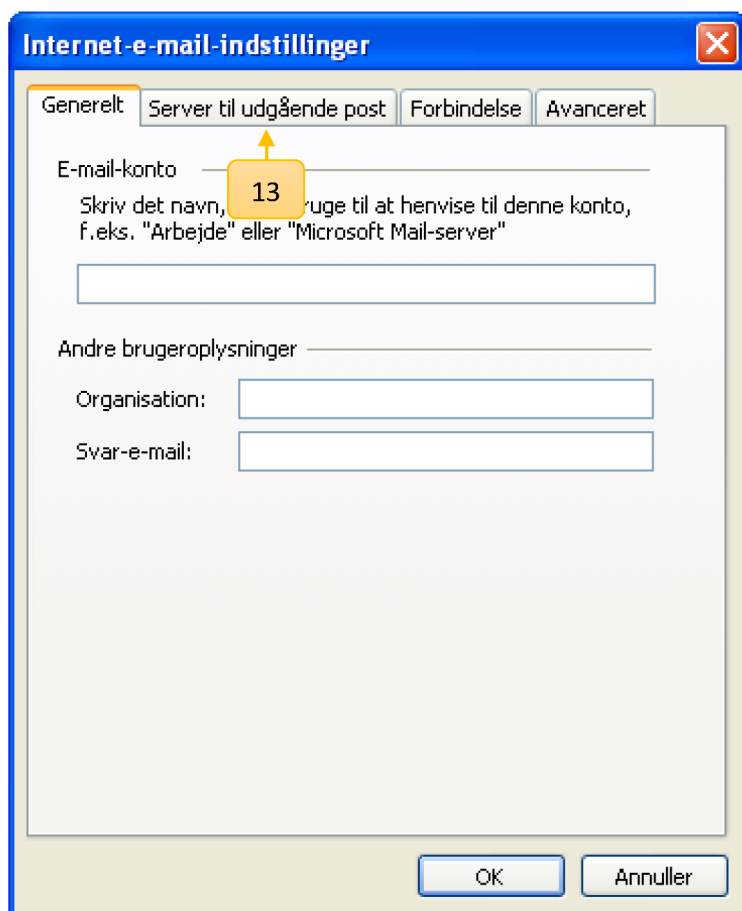 Internet-e-mail-indstillinger
Generelt Server til udgående post Forbindelse Avanceret
E-mail-konto
13
Skriv det navn, ruge til at henvise til denne konto,
f.eks. "Arbejde" eller "Microsoft Mail-server"
Andre brugeroplysninger
Organisation:
Svar-e-mail:
OK Annuller